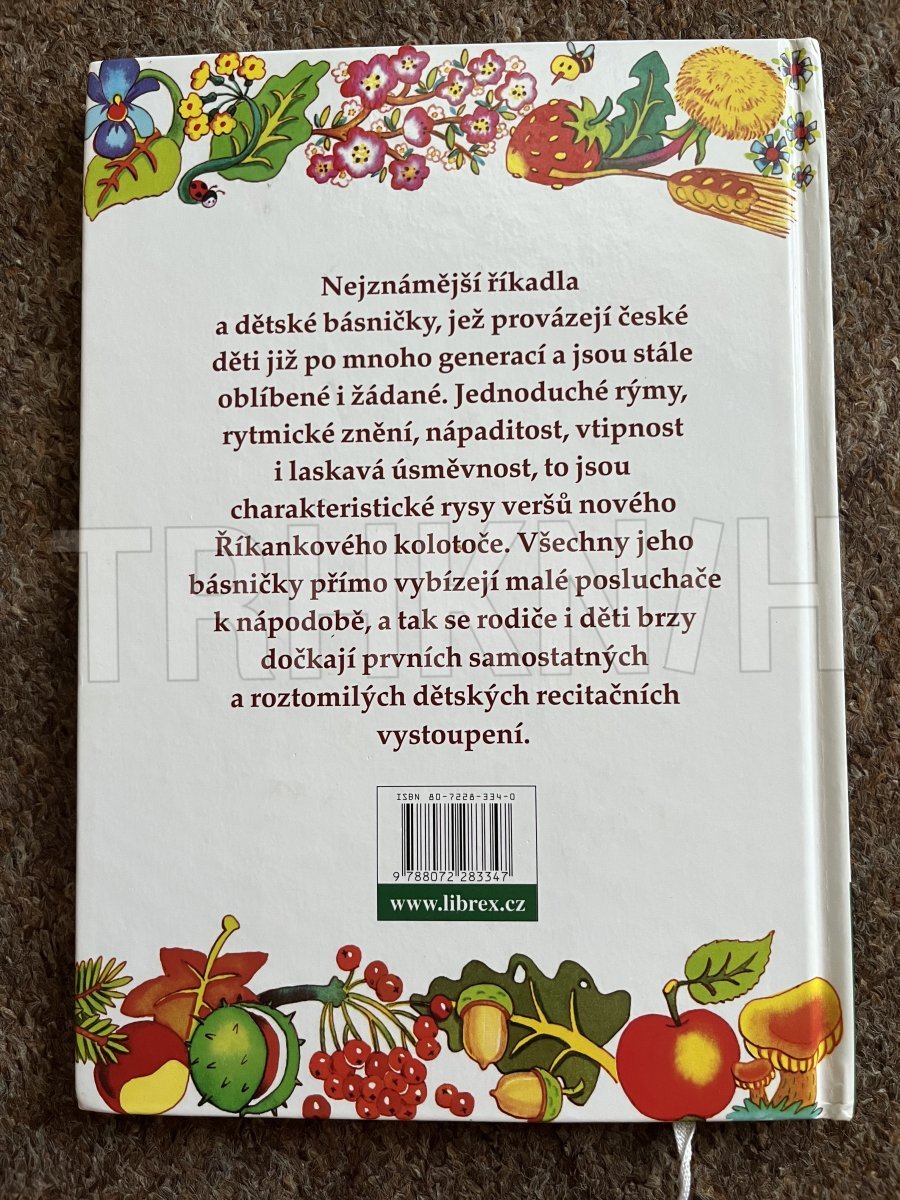 Nejznámější říkadla
a dětské básničky, jež provázejí české
děti již po mnoho generací a jsou stále
oblíbené i žádané. Jednoduché rýmy,
rytmické znění, nápaditost, vtipnost
i laskavá úsměvnost, to jsou
charakteristické rysy veršů nového
Říkankového kolotoče. Všechny jeho
básničky přímo vybízejí malé posluchače
k nápodobě, a tak se rodiče i děti brzy
dočkají prvních samostatných
a roztomilých dětských recitačních
vystoupení.
ISBN 80-7228-334-0
9 788072 283347
www.librex.cz
TRHKNIH